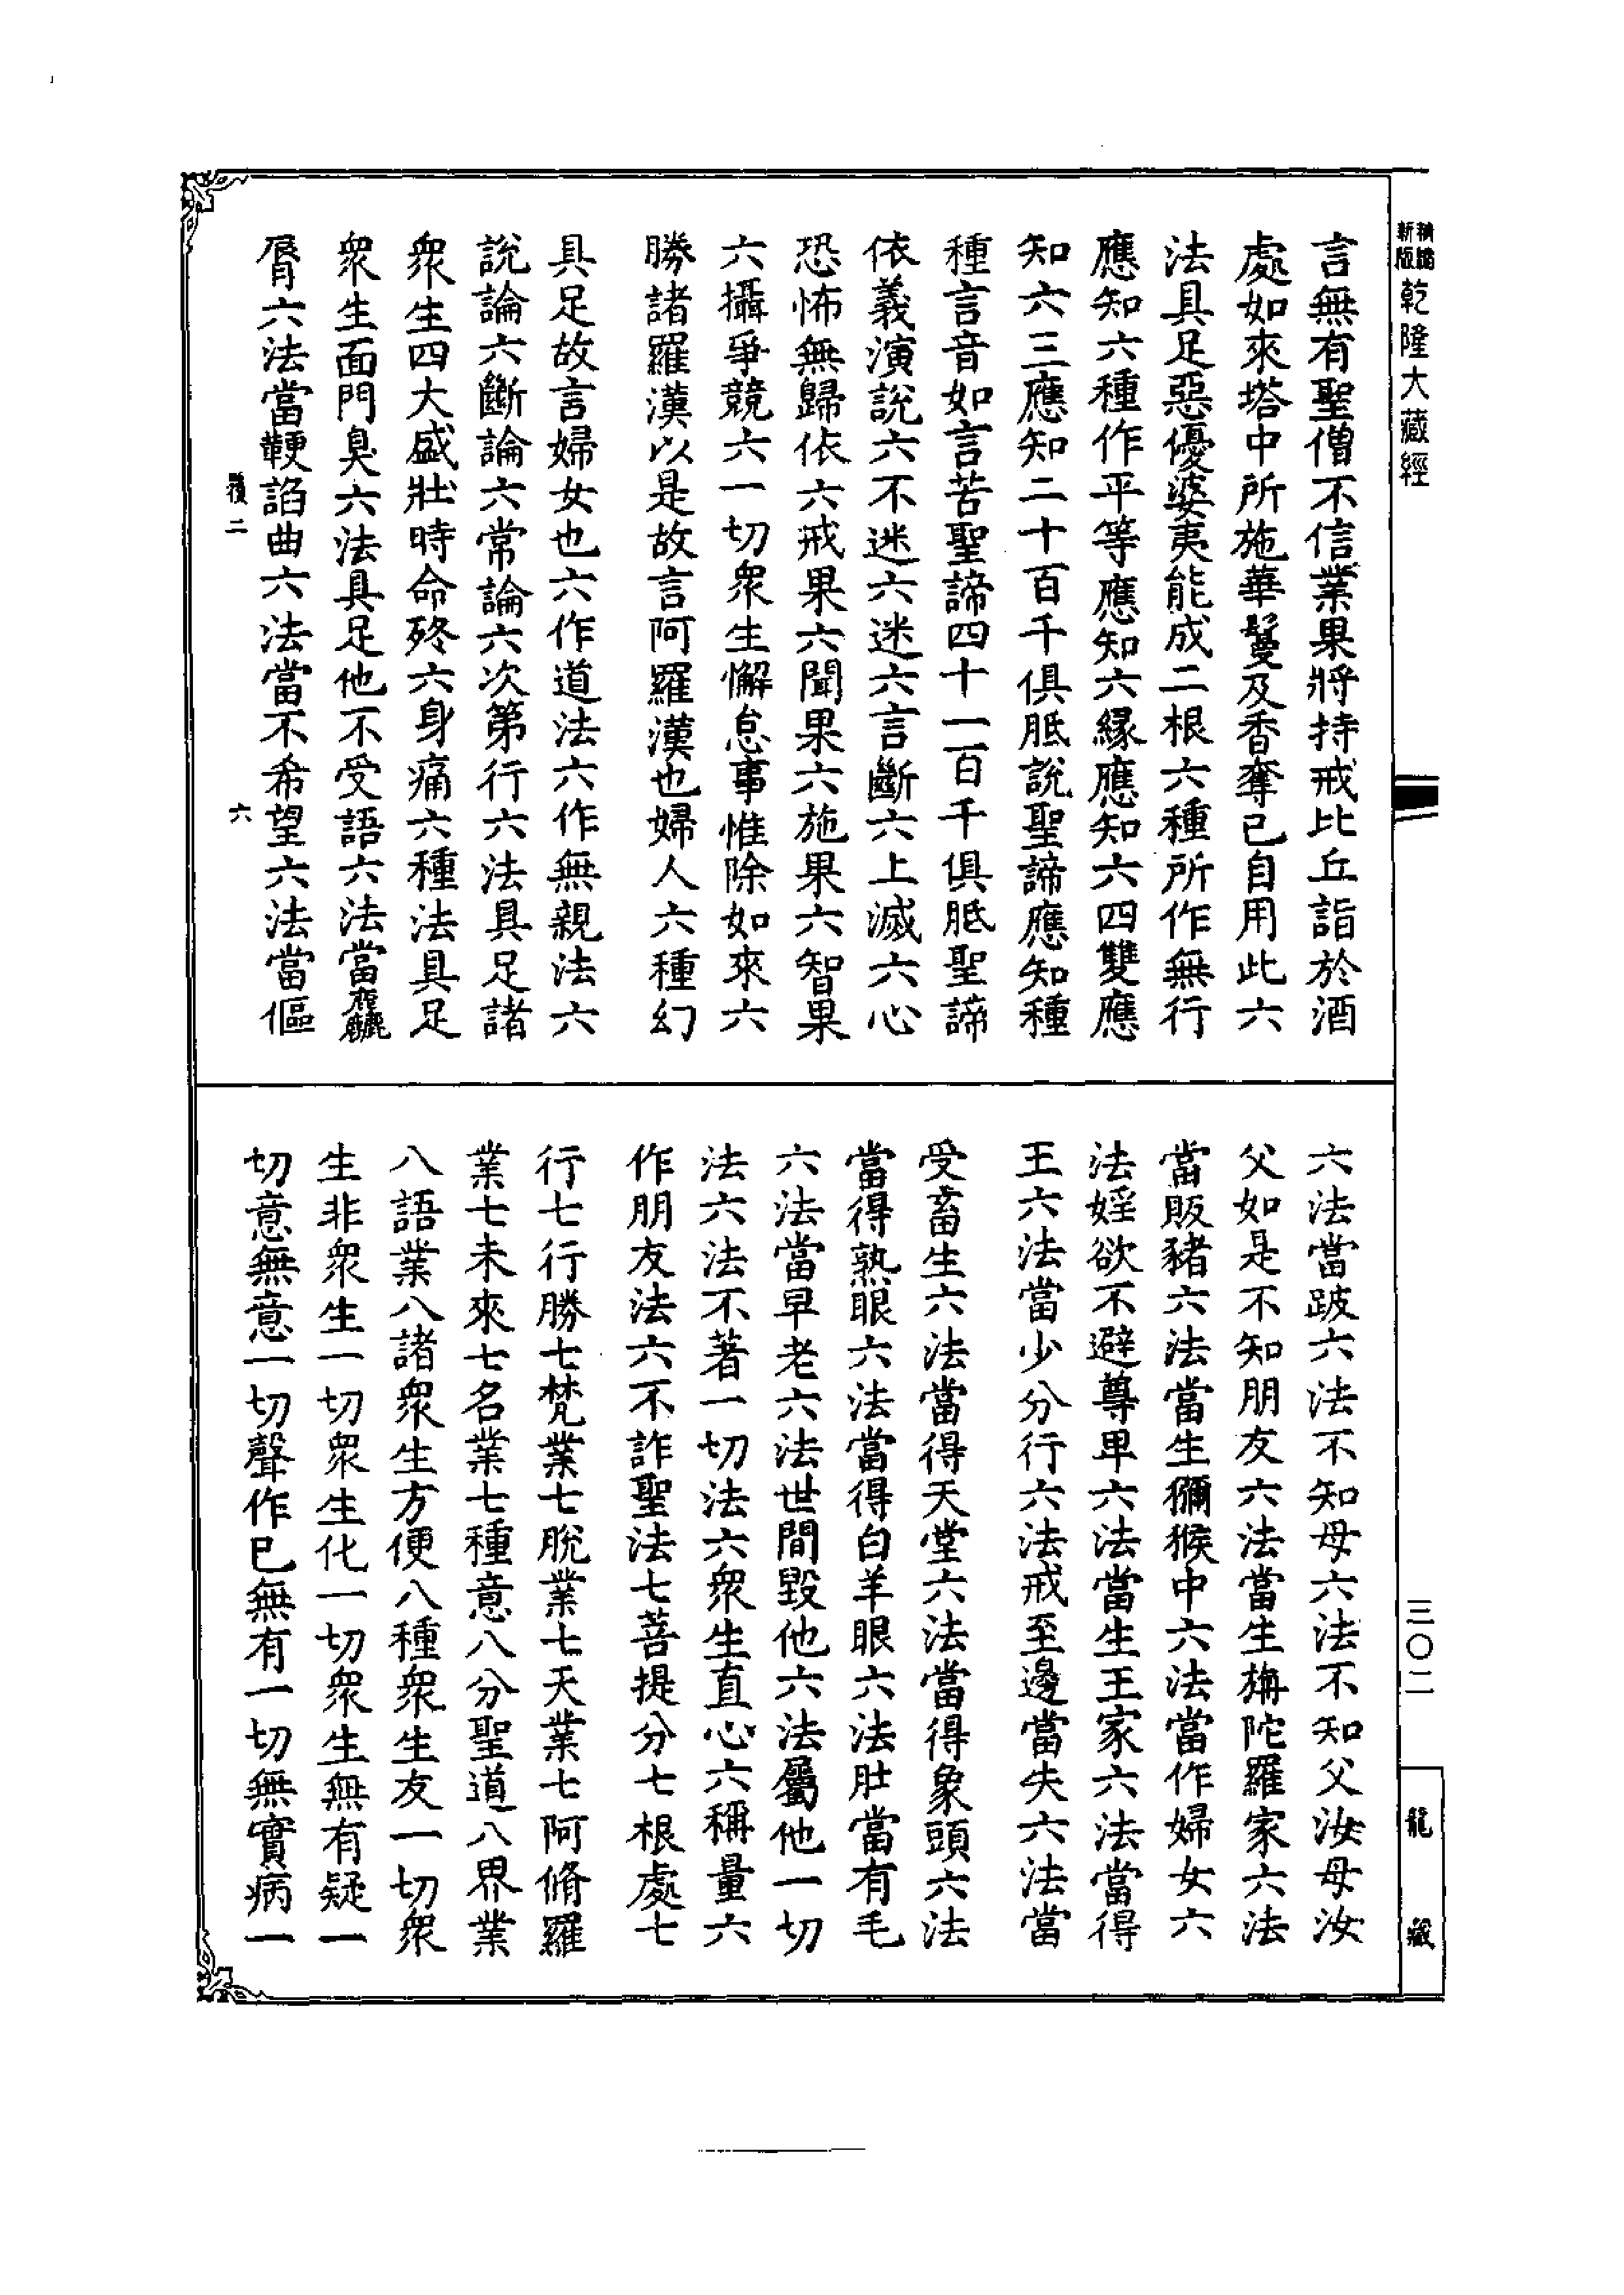 精縮新版乾隆大藏經
言無有聖僧不信業果將持戒比丘詣於酒
處如來塔中所施華鬘及香奪已自用此六
法具足惡優婆夷能成二根六種所作無行
應知六種作平等應知六緣應知六四雙應
知六三應知二十百千俱胝說聖諦應知種
種言音如言苦聖諦四十一百千俱胝聖諦
依義演說六不迷六迷六言斷六上滅六心
恐怖無歸依六戒果六聞果六施果六智果
六攝爭競六一切眾生懈怠事惟除如來六
勝諸羅漢以是故言阿羅漢也婦人六種幻
具足故言婦女也六作道法六作無親法六
說論六斷論六常論六次第行六法具足諸
眾生四大盛壯時命終六身痛六種法具足
眾生面門臭六法具足他不受語六法當麤
脣六法當鞕諂曲六法當不希望六法當傴
二
六
六法當跛六法不知母六法不知父汝母汝
父如是不知朋友六法當生旃陀羅家六法
當販豬六法當生獼猴中六法當作婦女六
法婬欲不避尊卑六法當生王家六法當得
王六法當少分行六法戒至邊當失六法當
受畜生六法當得天堂六法當得象頭六法
當得熟眼六法當得白羊眼六法肚當有毛
六法當早老六法世間毀他六法屬他一切
法六法不著一切法六眾生直心六稱量六
作朋友法六不詐聖法七菩提分七根處七
行七行勝七梵業七脫業七天業七阿脩羅
業七未來七名業七種意八分聖道八界業
八語業八諸眾生方便八種眾生友一切眾
生非眾生一切眾生化一切眾生無有疑一
切意無意一切聲作已無有一切無實病一
三〇二
龍藏